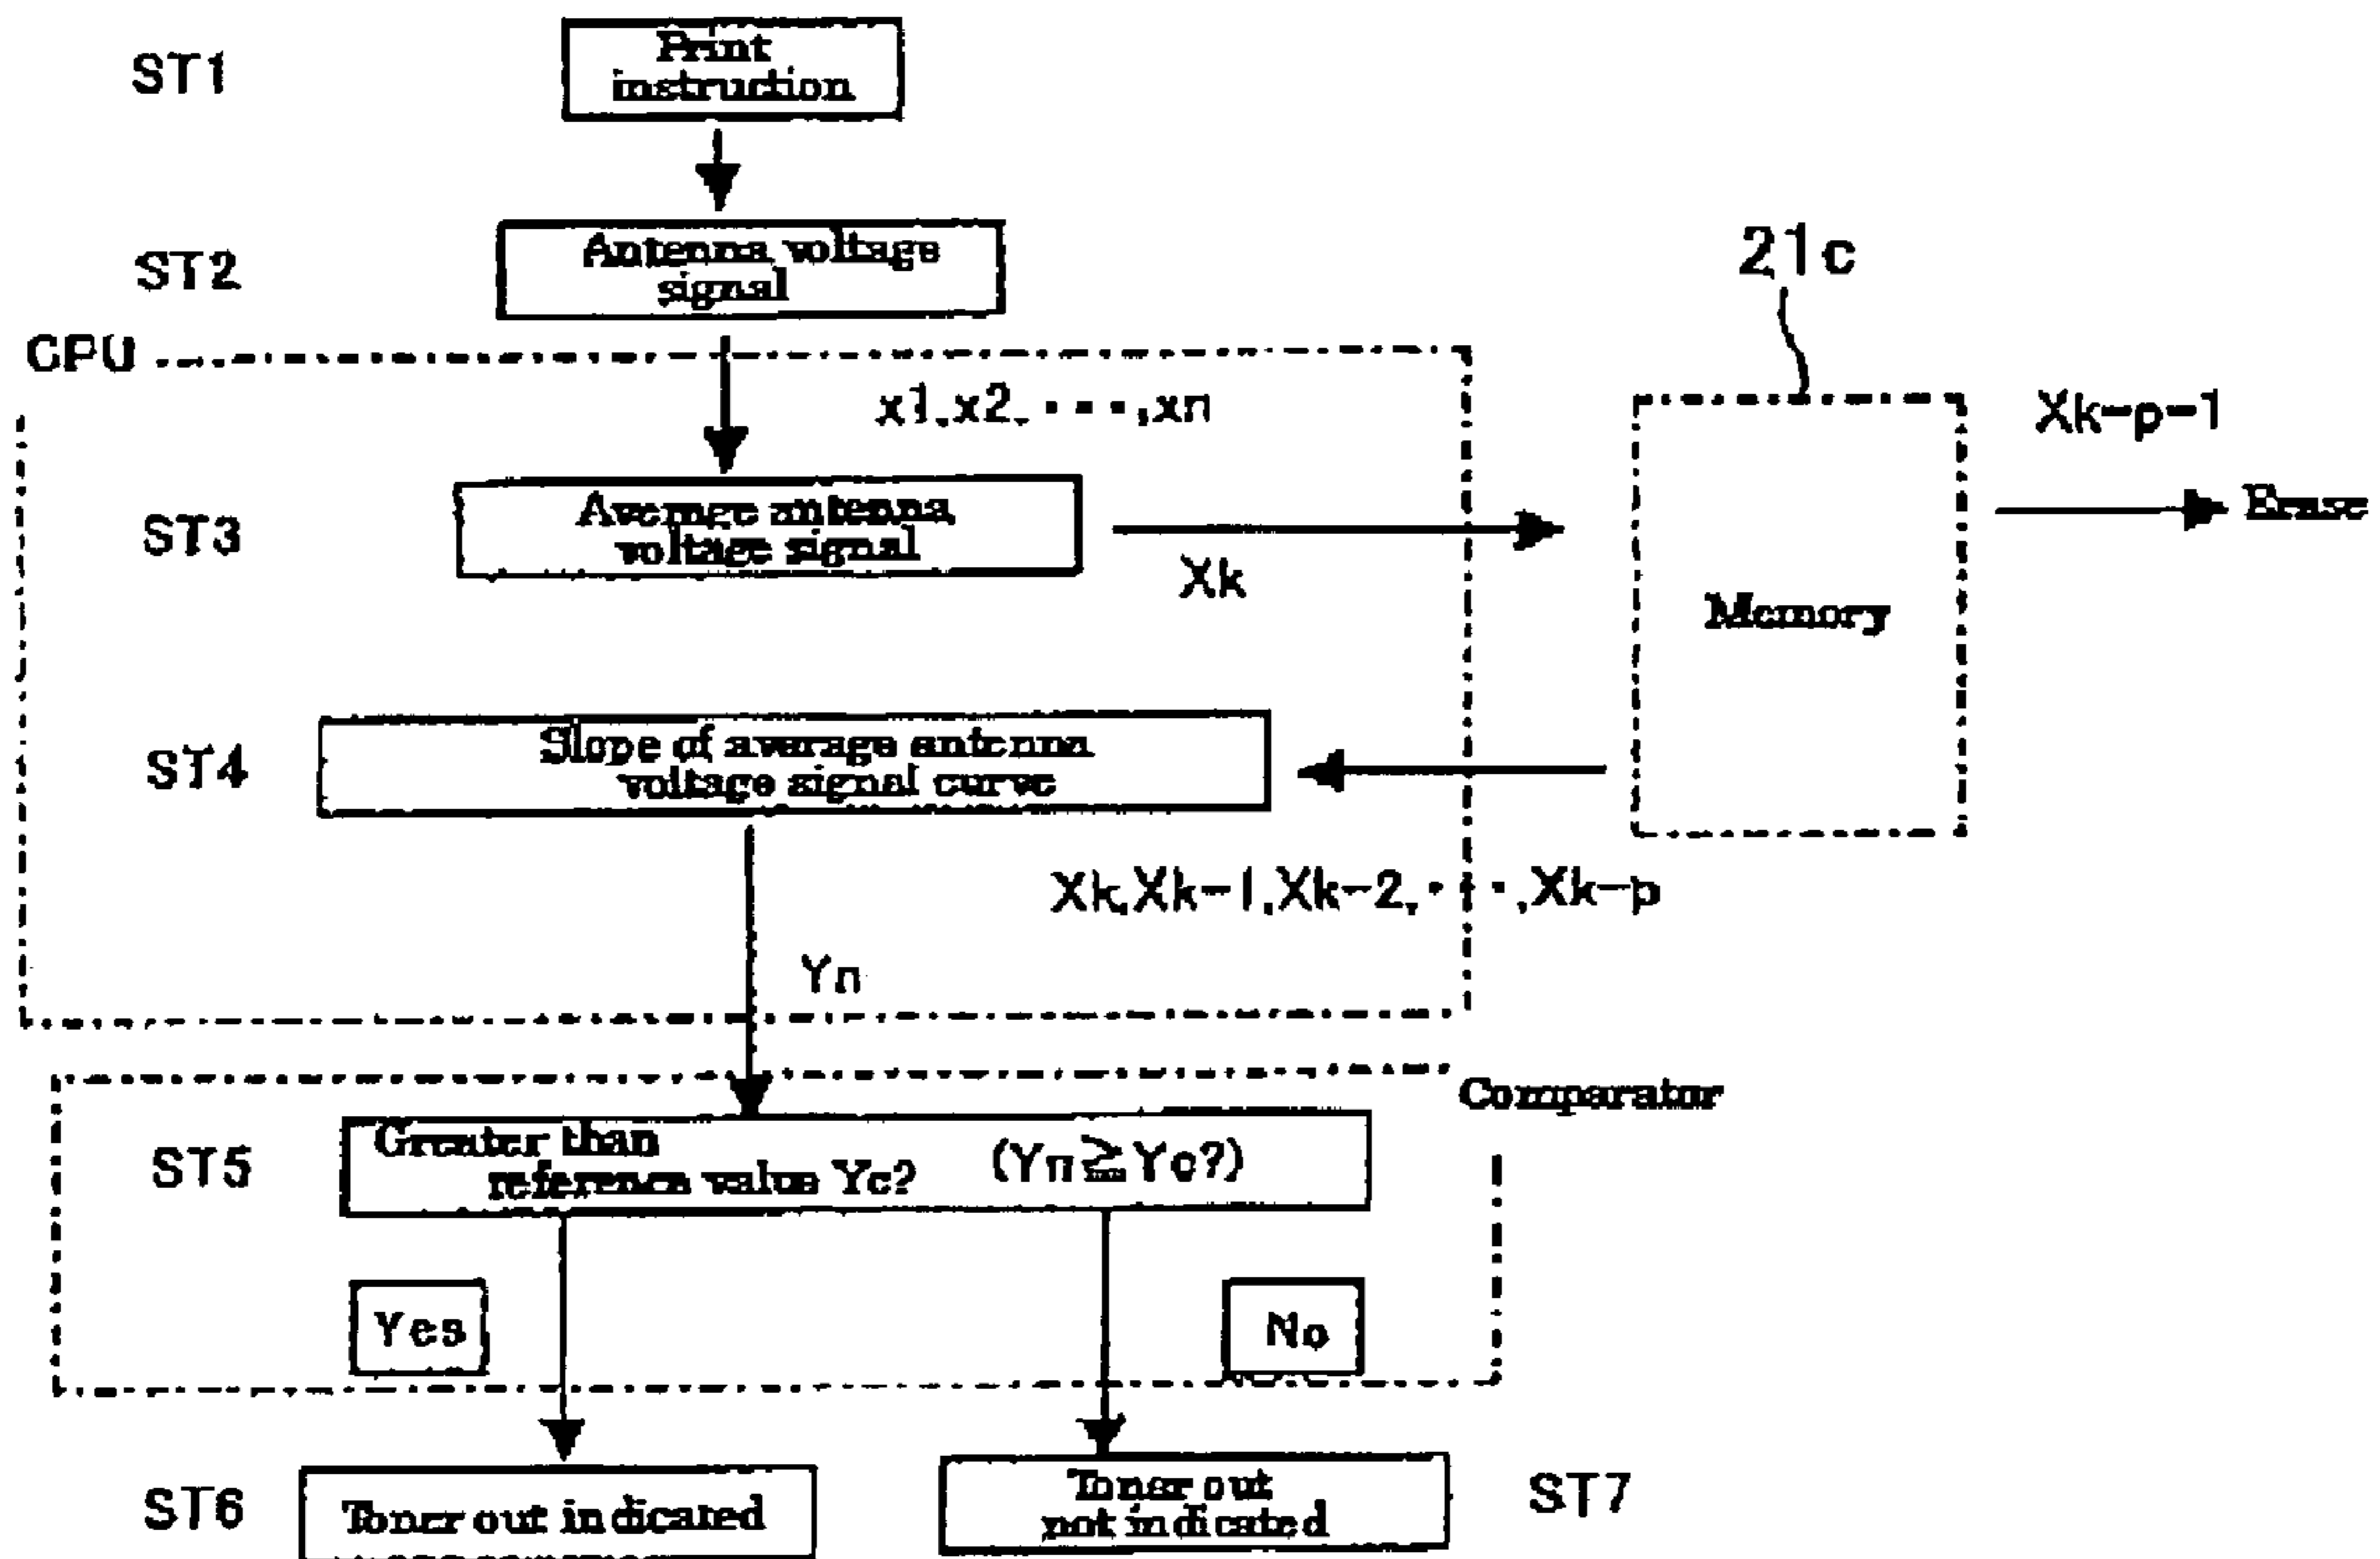 ST1
Print
instruction
ST2
Antenna voltage
signal
21c
CPU
x1,x2,･･･,xn
Xk-p-1
ST3
Average antenna
voltage signal
Erase
Xk
Memory
ST4
Slope of average antenna
voltage signal curve
Xk,Xk-1,Xk-2,･･･,Xk-p
Yn
Comparator
ST5
Greater than
reference value Yc?
(Yn≧Yc?)
Yes
No
ST6
Toner out indicated
Toner out
not indicated
ST7